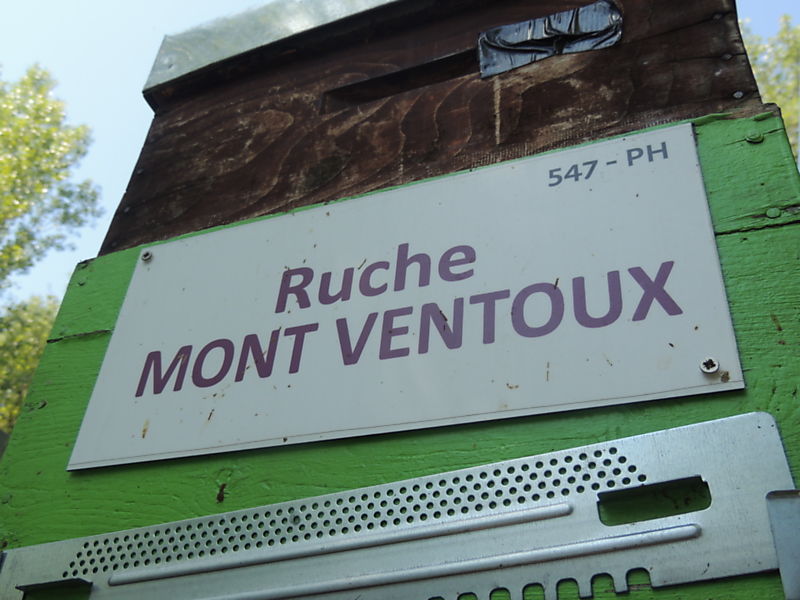 547 - PH
Ruche
MONT VENTOUX